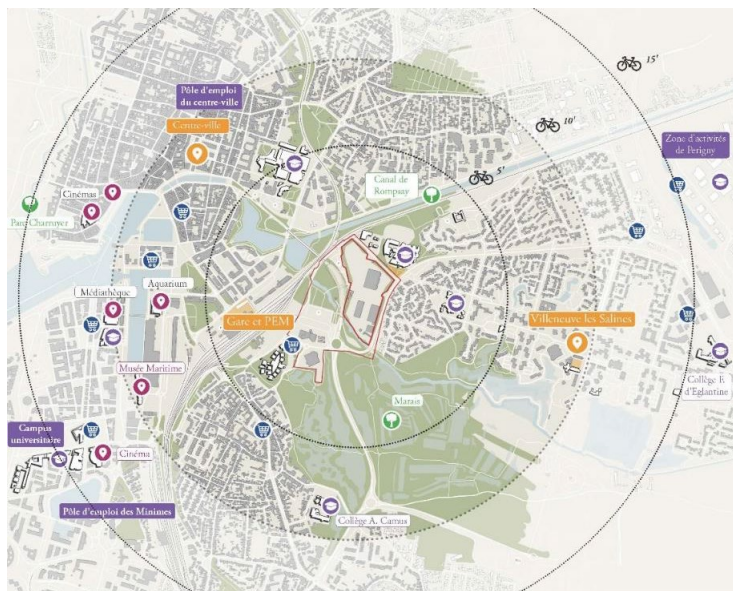 15'
Pôle d'emploi
du centre-ville
10'
Centre-ville
Zone d'activités
de Perigny
5'
Canal de
Rompsay
Cinémas
Parc Charruyer
Médiathèque
Aquarium
Gare et PEM
Villeneuve les Salines
Musée Maritime
Collège F.
d'Eglantine
Marais
Campus
universitaire
Cinéma
Pôle d'emploi des Minimes
Collège A. Camus